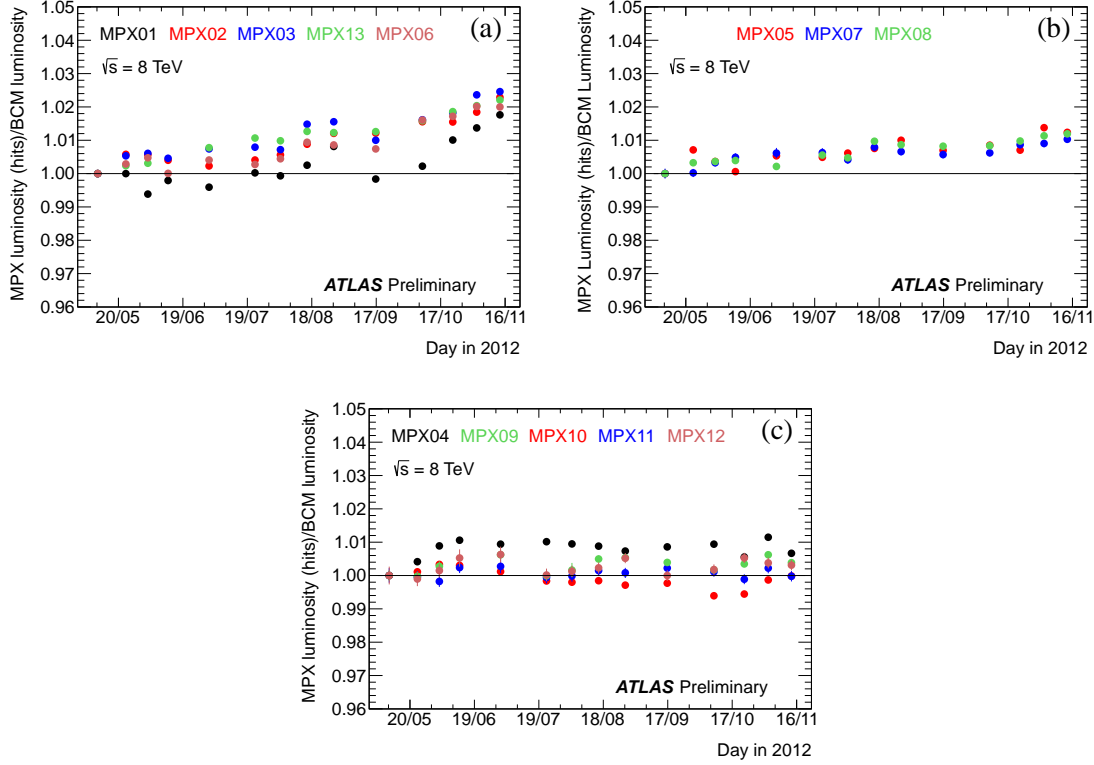 MPX luminosity (hits)/BCM luminosity
1.05
1.04
1.03
1.02
1.01
1.00
0.99
0.98
0.97
0.96
MPX01 MPX02 MPX03 MPX13 MPX06
(a)
√s = 8 TeV
ATLAS Preliminary
20/05 19/06 19/07 18/08 17/09 17/10 16/11
Day in 2012
MPX Luminosity (hits)/BCM Luminosity
1.05
1.04
1.03
1.02
1.01
1.00
0.99
0.98
0.97
0.96
MPX05 MPX07 MPX08
(b)
√s = 8 TeV
ATLAS Preliminary
20/05 19/06 19/07 18/08 17/09 17/10 16/11
Day in 2012
MPX luminosity (hits)/BCM luminosity
1.05
1.04
1.03
1.02
1.01
1.00
0.99
0.98
0.97
0.96
MPX04 MPX09 MPX10 MPX11 MPX12
(c)
√s = 8 TeV
ATLAS Preliminary
20/05 19/06 19/07 18/08 17/09 17/10 16/11
Day in 2012